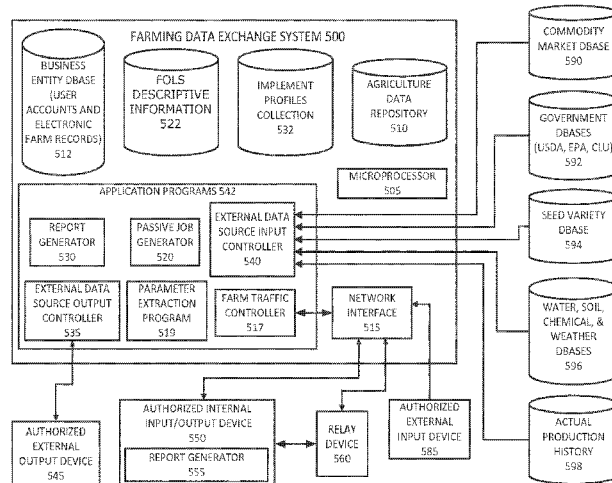 FARMING DATA EXCHANGE SYSTEM 500
BUSINESS
ENTITY DBASE
(USER
ACCOUNTS AND
ELECTRONIC
FARM RECORDS)
512
FOLS
DESCRIPTIVE
INFORMATION
522
IMPLEMENT
PROFILES
COLLECTION
532
AGRICULTURE
DATA
REPOSITORY
510
MICROPROCESSOR
505
APPLICATION PROGRAMS 542
REPORT
GENERATOR
530
PASSIVE JOB
GENERATOR
520
EXTERNAL DATA
SOURCE INPUT
CONTROLLER
540
EXTERNAL DATA
SOURCE OUTPUT
CONTROLLER
535
PARAMETER
EXTRACTION
PROGRAM
519
FARM TRAFFIC
CONTROLLER
517
NETWORK
INTERFACE
515
AUTHORIZED
EXTERNAL
OUTPUT DEVICE
545
AUTHORIZED INTERNAL
INPUT/OUTPUT DEVICE
550
REPORT GENERATOR
555
RELAY
DEVICE
560
AUTHORIZED
EXTERNAL
INPUT DEVICE
585
COMMODITY
MARKET DBASE
590
GOVERNMENT
DBASES
(USDA, EPA, CLU)
592
SEED VARIETY
DBASE
594
WATER, SOIL,
CHEMICAL, &
WEATHER DBASES
596
ACTUAL
PRODUCTION
HISTORY
598